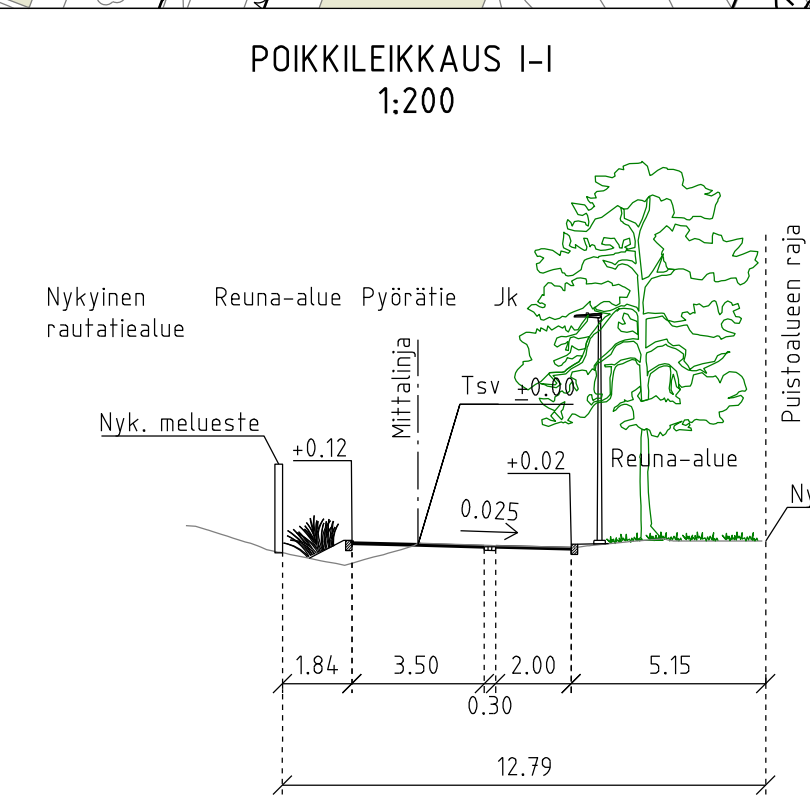 POIKKILEIKKAUS I-I
1:200
Nykyinen
rautatiealue
Reuna-alue
Pyörätie
Jk
Mittalinja
Puistoalueen raja
Tsv ±0.00
Nyk. melueste
+0.12
+0.02
Reuna-alue
0.025
1.84
3.50
2.00
5.15
0.30
12.79